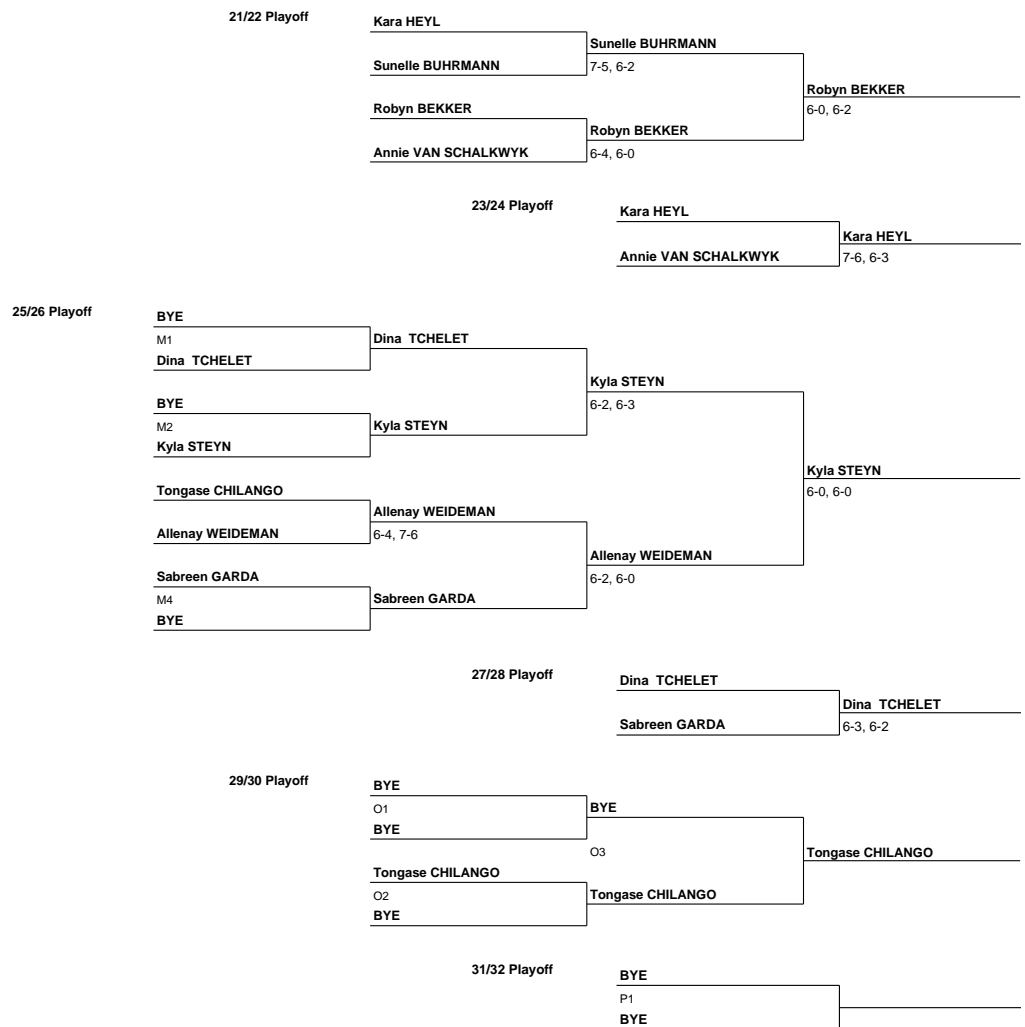 21/22 Playoff
Kara HEYL
Sunelle BUHRMANN
Sunelle BUHRMANN
7-5, 6-2
Robyn BEKKER
6-0, 6-2
Robyn BEKKER
Robyn BEKKER
Annie VAN SCHALKWYK
6-4, 6-0
23/24 Playoff
Kara HEYL
Kara HEYL
Annie VAN SCHALKWYK
7-6, 6-3
25/26 Playoff
BYE
M1
Dina  TCHELET
Dina  TCHELET
Kyla STEYN
6-2, 6-3
BYE
M2
Kyla STEYN
Kyla STEYN
Kyla STEYN
6-0, 6-0
Tongase CHILANGO
Allenay WEIDEMAN
Allenay WEIDEMAN
6-4, 7-6
Allenay WEIDEMAN
6-2, 6-0
Sabreen GARDA
M4
Sabreen GARDA
BYE
27/28 Playoff
Dina  TCHELET
Dina  TCHELET
Sabreen GARDA
6-3, 6-2
29/30 Playoff
BYE
O1
BYE
BYE
O3
Tongase CHILANGO
Tongase CHILANGO
O2
Tongase CHILANGO
BYE
31/32 Playoff
BYE
P1
BYE